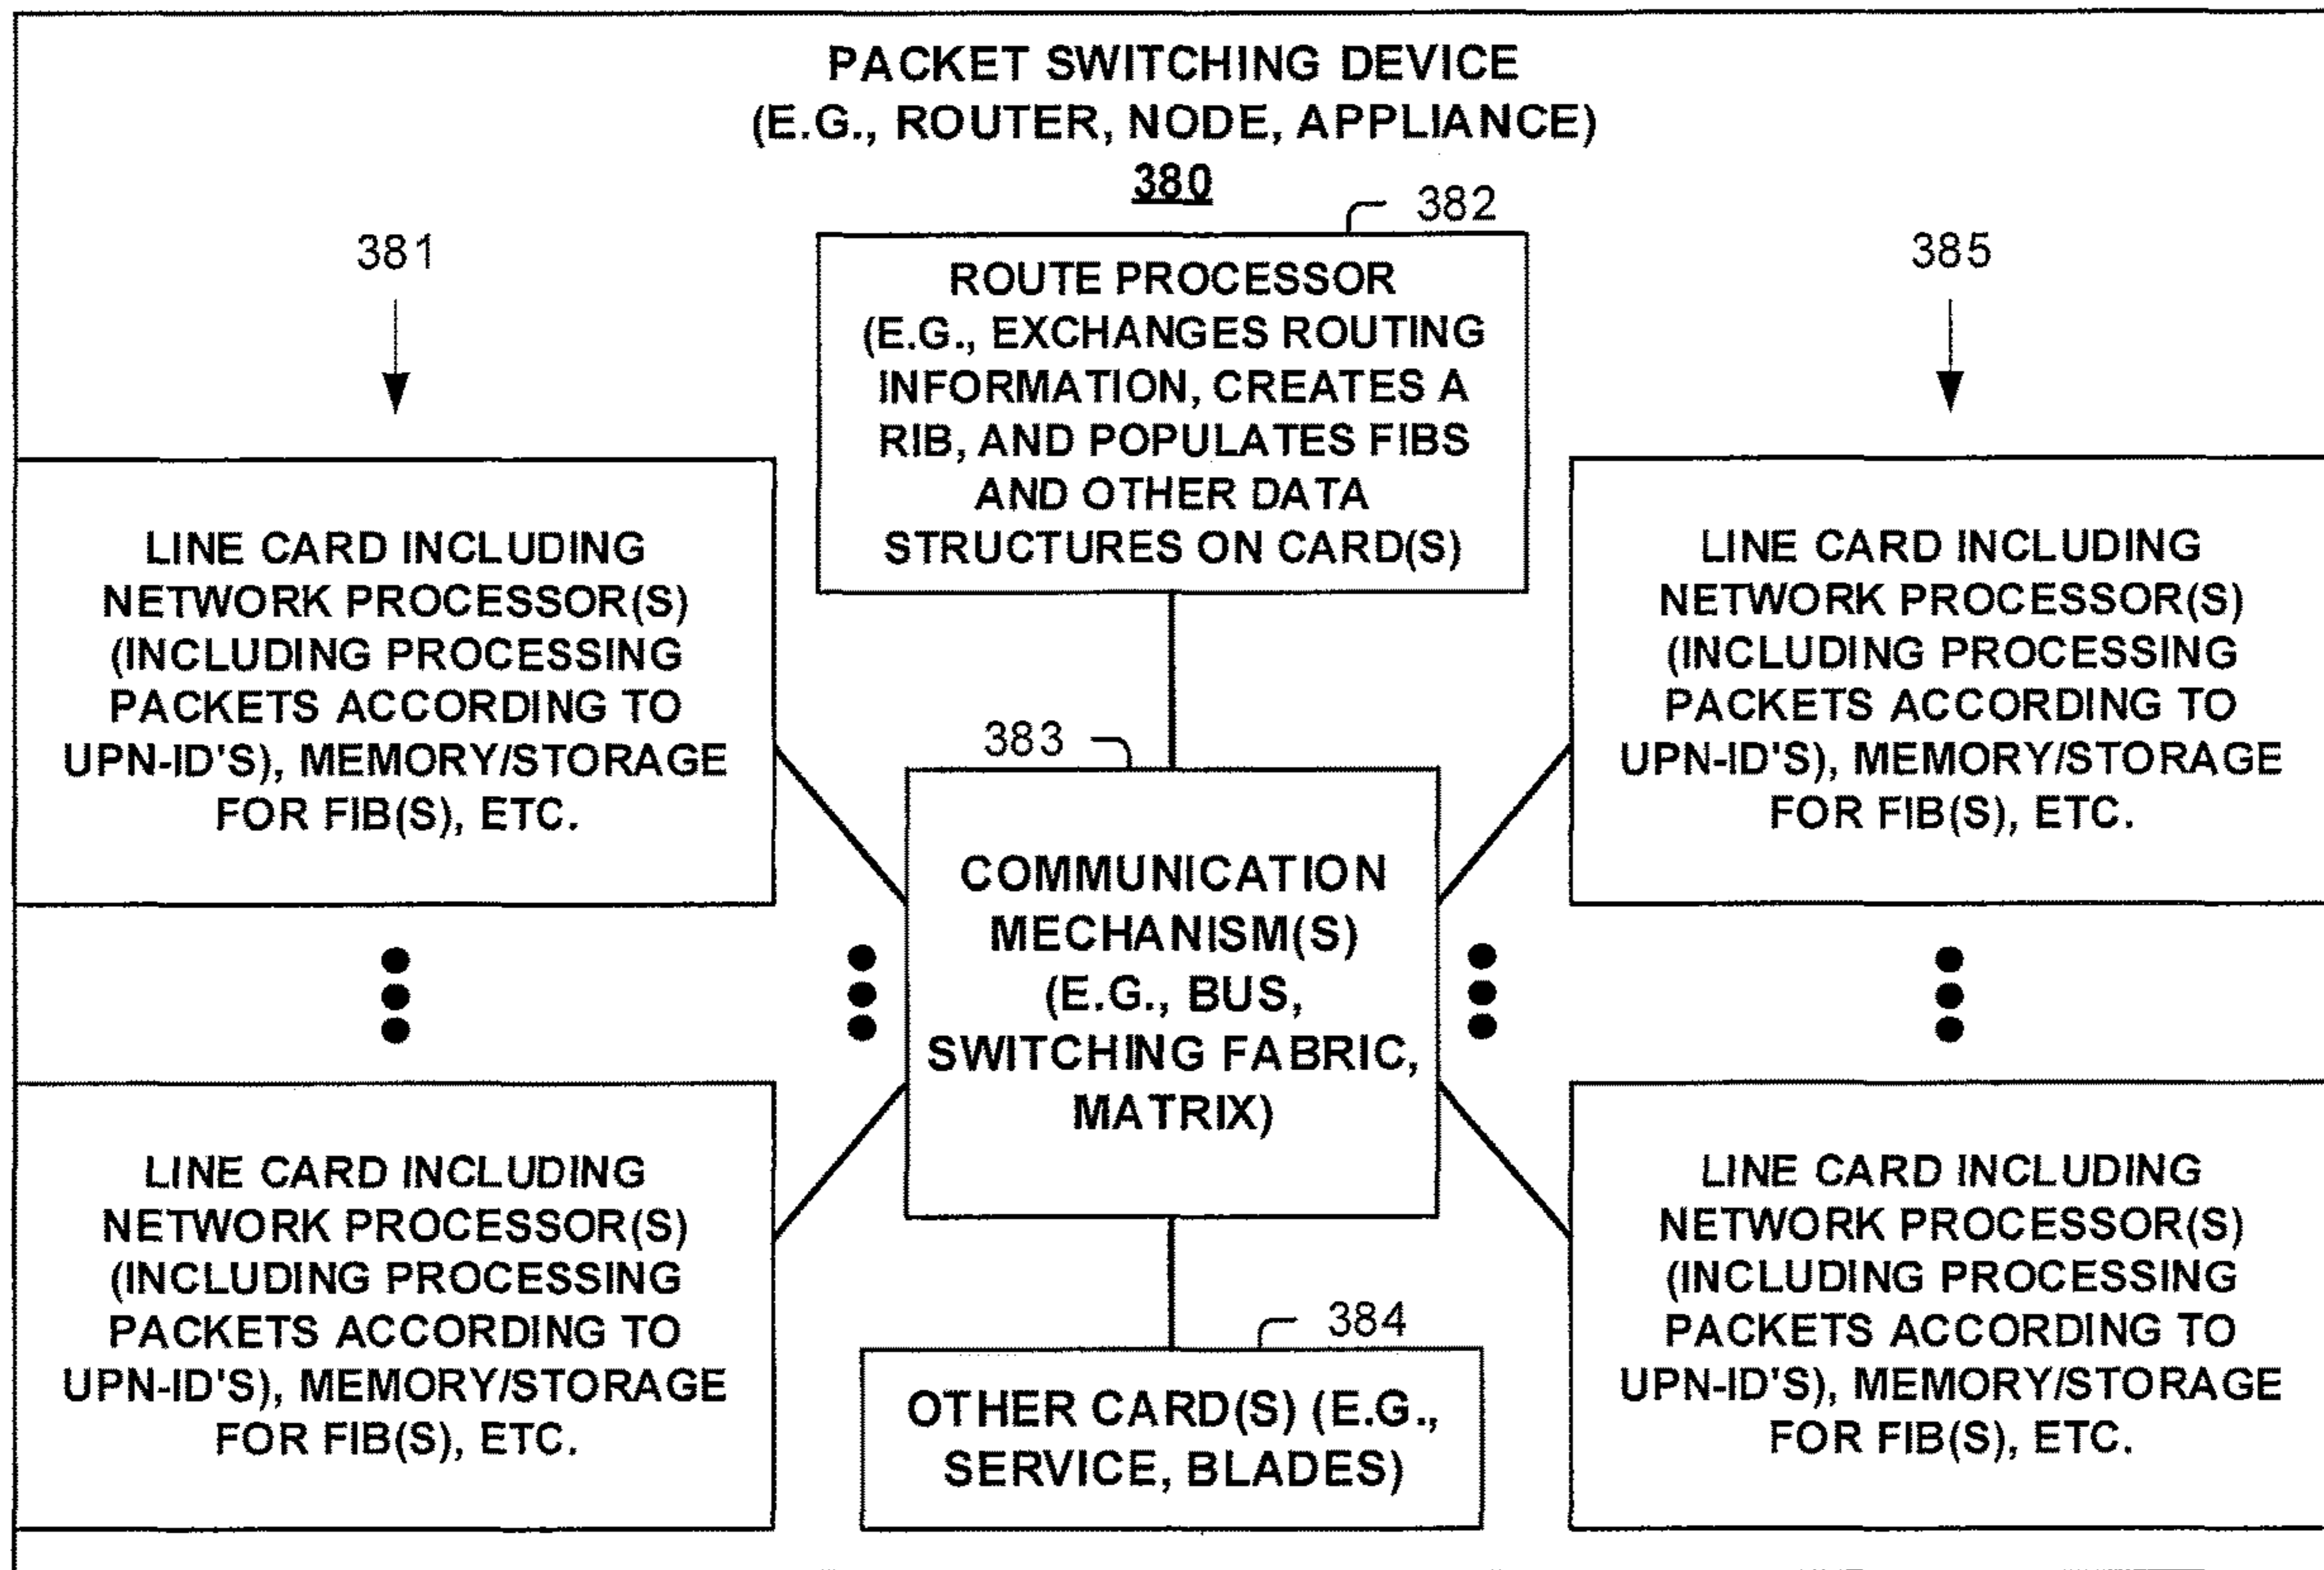 PACKET SWITCHING DEVICE
(E.G., ROUTER, NODE, APPLIANCE)
380
382
381
385
ROUTE PROCESSOR
(E.G., EXCHANGES ROUTING
INFORMATION, CREATES A
RIB, AND POPULATES FIBS
AND OTHER DATA
STRUCTURES ON CARD(S)
LINE CARD INCLUDING
NETWORK PROCESSOR(S)
(INCLUDING PROCESSING
PACKETS ACCORDING TO
UPN-ID'S), MEMORY/STORAGE
FOR FIB(S), ETC.
LINE CARD INCLUDING
NETWORK PROCESSOR(S)
(INCLUDING PROCESSING
PACKETS ACCORDING TO
UPN-ID'S), MEMORY/STORAGE
FOR FIB(S), ETC.
383
COMMUNICATION
MECHANISM(S)
(E.G., BUS,
SWITCHING FABRIC,
MATRIX)
LINE CARD INCLUDING
NETWORK PROCESSOR(S)
(INCLUDING PROCESSING
PACKETS ACCORDING TO
UPN-ID'S), MEMORY/STORAGE
FOR FIB(S), ETC.
LINE CARD INCLUDING
NETWORK PROCESSOR(S)
(INCLUDING PROCESSING
PACKETS ACCORDING TO
UPN-ID'S), MEMORY/STORAGE
FOR FIB(S), ETC.
384
OTHER CARD(S) (E.G.,
SERVICE, BLADES)